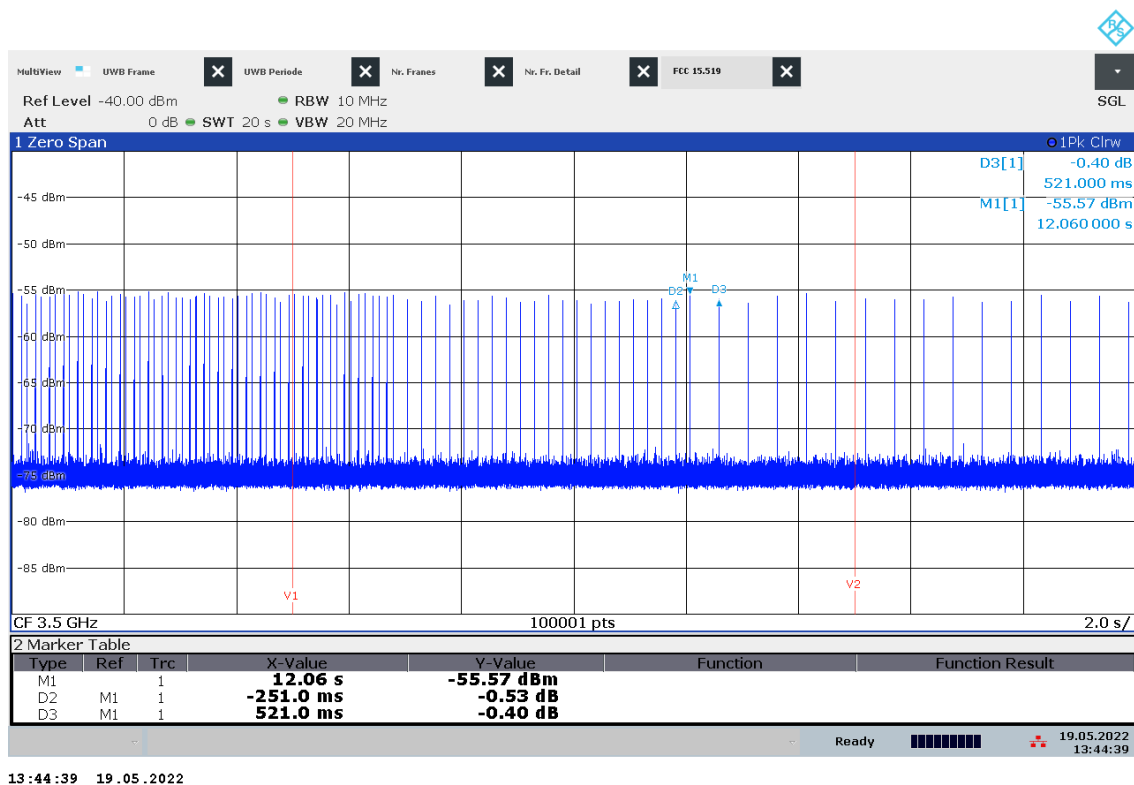 R&S
MultiView UWB Frame UWB Periode Nr. Franes Nr. Fr. Detail FCC 15.519
Ref Level -40.00 dBm RBW 10 MHz SGL
Att 0 dB SWT 20 s VBW 20 MHz
1 Zero Span 1Pk Clrw
D3[1] -0.40 dB
521.000 ms
M1[1] -55.57 dBm
12.060 000 s
-45 dBm
-50 dBm
M1
-55 dBm D2 D3
-60 dBm
-65 dBm
-70 dBm
-75 dBm
-80 dBm
-85 dBm
V1 V2
CF 3.5 GHz 100001 pts 2.0 s/
2 Marker Table
Type Ref Trc X-Value Y-Value Function Function Result
M1 1 12.06 s -55.57 dBm
D2 M1 1 -251.0 ms -0.53 dB
D3 M1 1 521.0 ms -0.40 dB
Ready 19.05.2022
13:44:39
13:44:39 19.05.2022